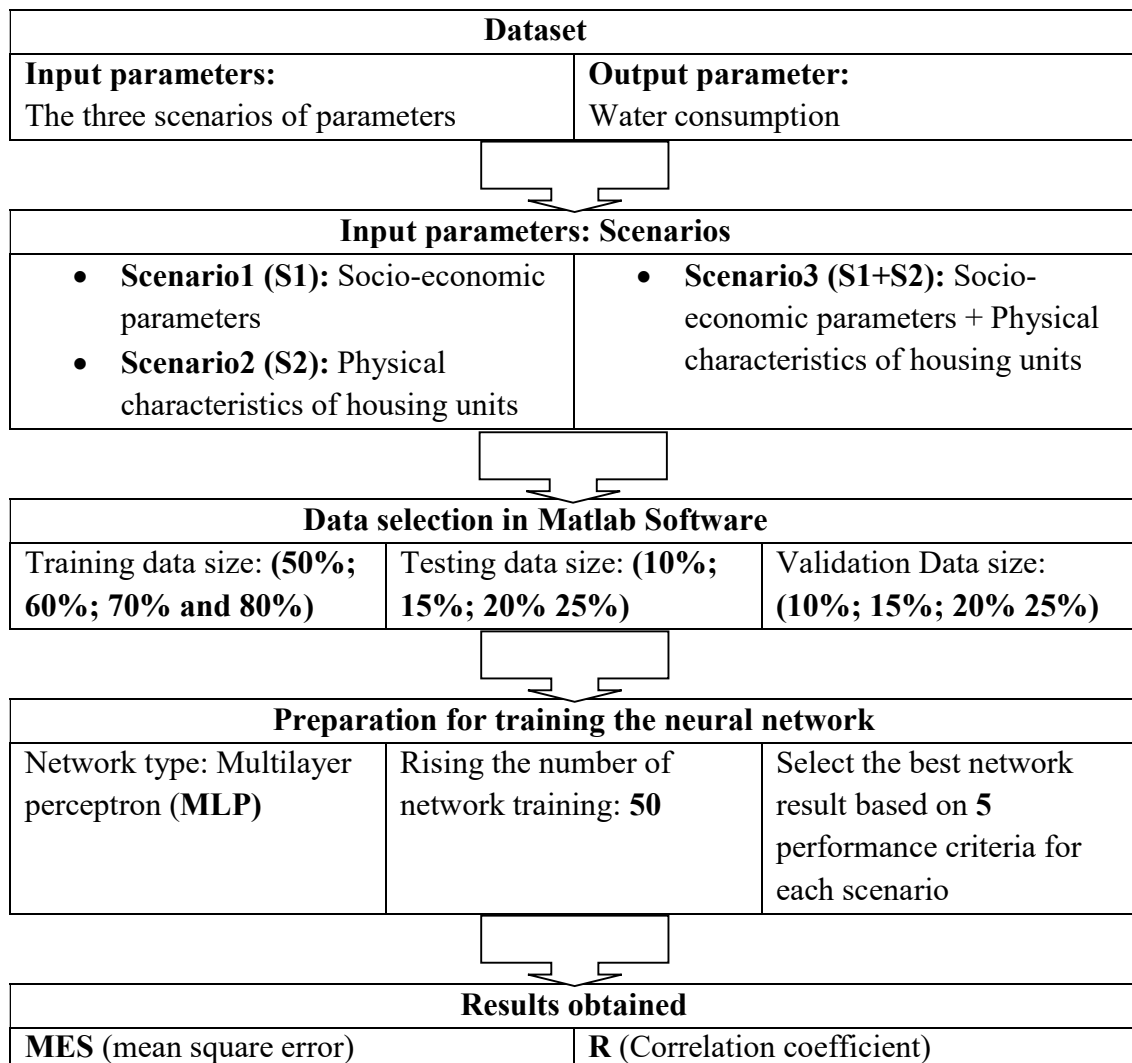 Dataset
Input parameters:
The three scenarios of parameters
Output parameter:
Water consumption
Input parameters: Scenarios
• Scenario1 (S1): Socio-economic
parameters
• Scenario2 (S2): Physical
characteristics of housing units
• Scenario3 (S1+S2): Socio-
economic parameters + Physical
characteristics of housing units
Data selection in Matlab Software
Training data size: (50%;
60%; 70% and 80%)
Testing data size: (10%;
15%; 20% 25%)
Validation Data size:
(10%; 15%; 20% 25%)
Preparation for training the neural network
Network type: Multilayer
perceptron (MLP)
Rising the number of
network training: 50
Select the best network
result based on 5
performance criteria for
each scenario
Results obtained
MES (mean square error)
R (Correlation coefficient)